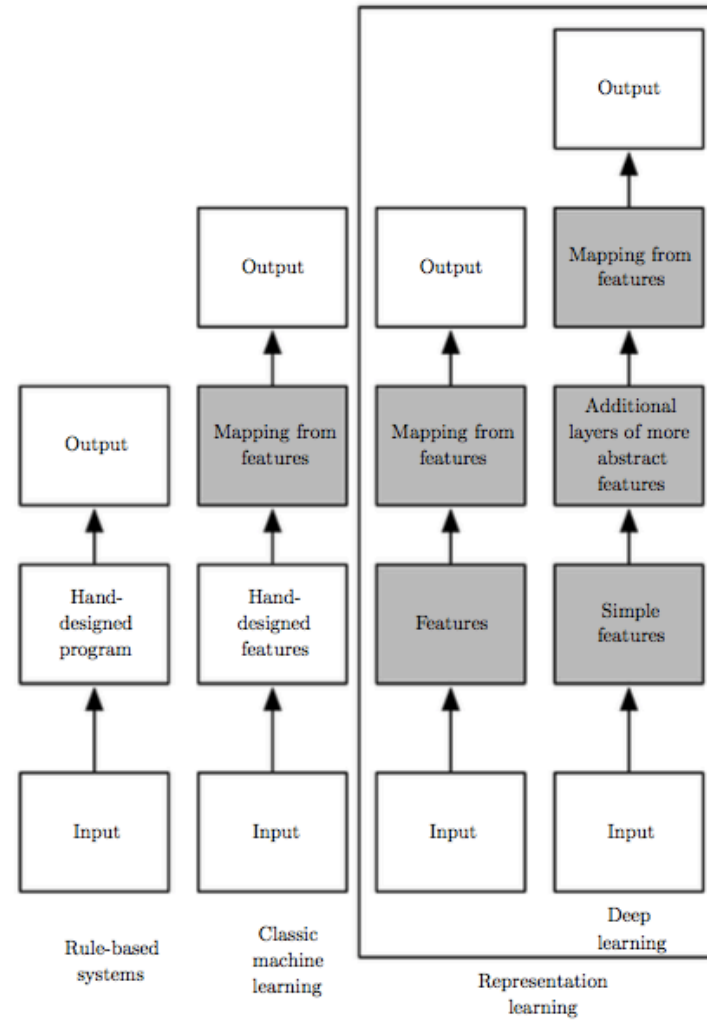 Output
Output
Output
Mapping from
features
Output
Mapping from
features
Mapping from
features
Additional
layers of more
abstract
features
Hand-
designed
program
Hand-
designed
features
Features
Simple
features
Input
Input
Input
Input
Rule-based
systems
Classic
machine
learning
Representation
learning
Deep
learning